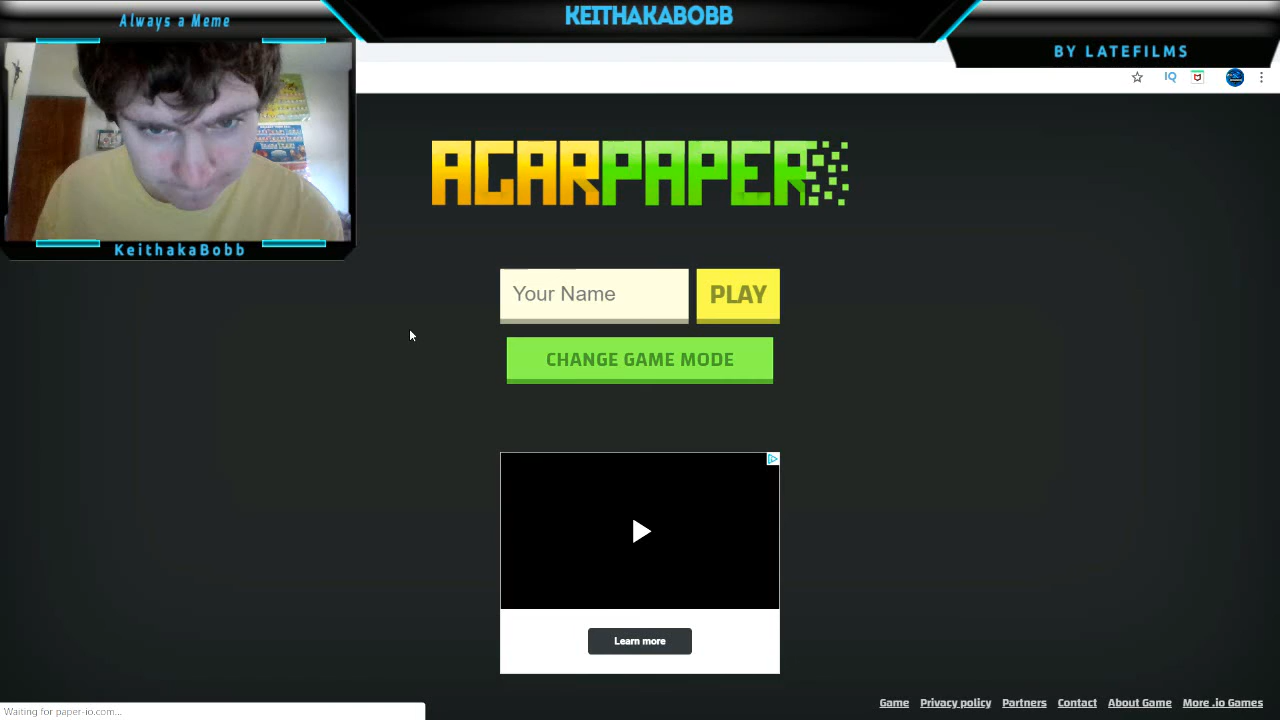 Always a Meme
KEITHAKABOBB
BY LATEFILMS
IQ
KeithakaBobb
AGARPAPER
Your Name
PLAY
CHANGE GAME MODE
Learn more
Game Privacy policy Partners Contact About Game More .io Games
Waiting for paper-io.com...